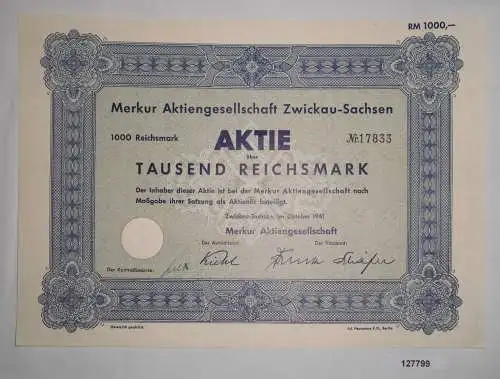 RM 1000,—
Merkur Aktiengesellschaft Zwickau-Sachsen
1000 Reichsmark AKTIE № 17833
über
TAUSEND REICHSMARK
Der Inhaber dieser Aktie ist bei der Merkur Aktiengesellschaft nach
Maßgabe ihrer Satzung als Aktionär beteiligt.
Zwickau-Sachsen, im Oktober 1941
Merkur Aktiengesellschaft
Der Aufsichtsrat: Der Vorstand:
Der Kontrollbeamte:
127799